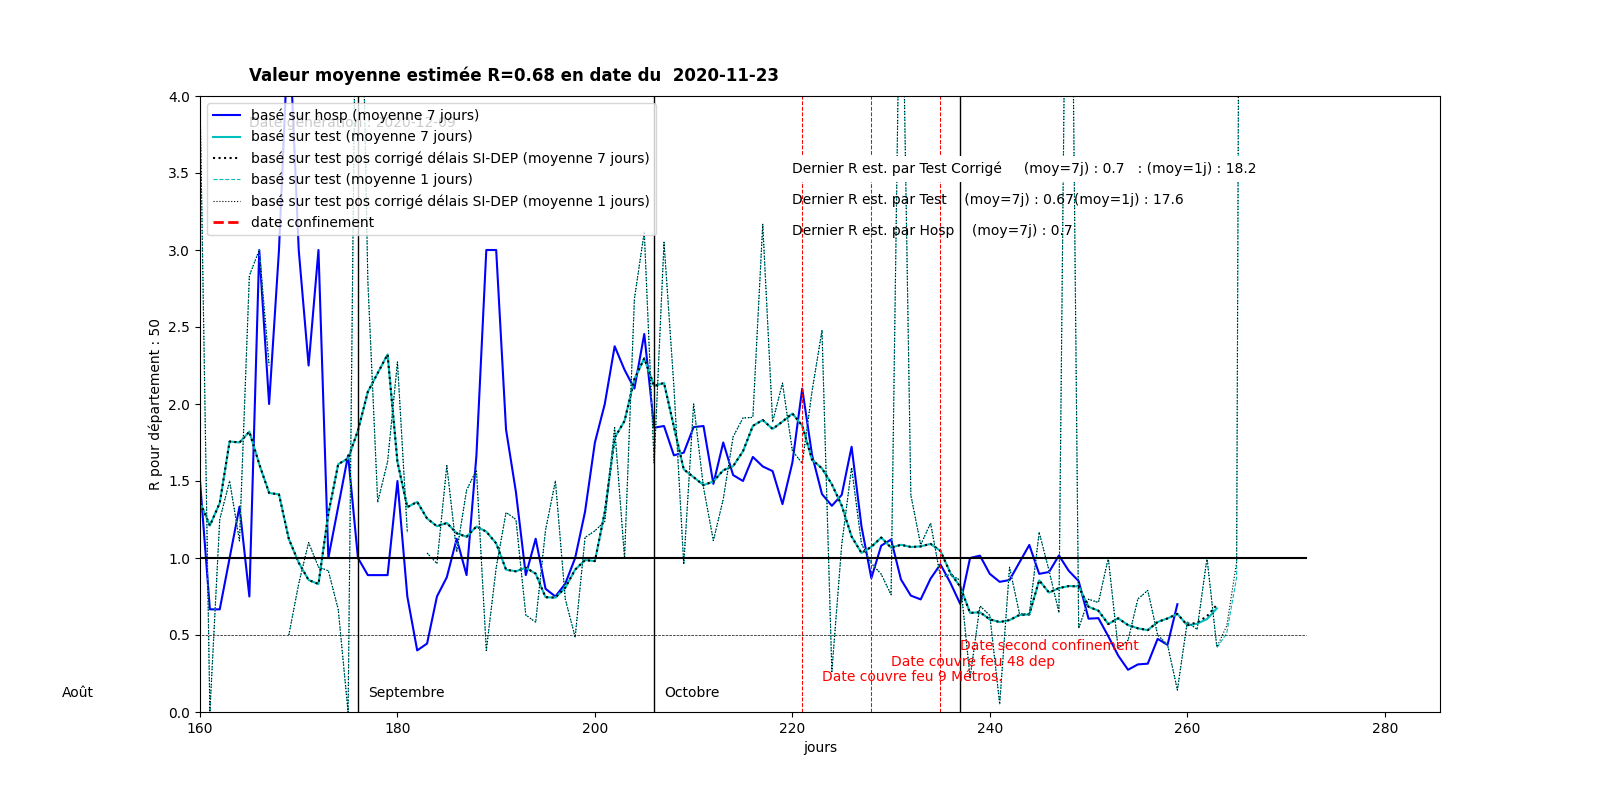 Valeur moyenne estimée R=0.68 en date du  2020-11-23
4.0
3.5
3.0
2.5
2.0
1.5
1.0
0.5
0.0
R pour département : 50
basé sur hosp (moyenne 7 jours)
2020-12-09
basé sur test (moyenne 7 jours)
basé sur test pos corrigé délais SI-DEP (moyenne 7 jours)
basé sur test (moyenne 1 jours)
basé sur test pos corrigé délais SI-DEP (moyenne 1 jours)
date confinement
Dernier R est. par Test Corrigé     (moy=7j) : 0.7   : (moy=1j) : 18.2
Dernier R est. par Test    (moy=7j) : 0.67(moy=1j) : 17.6
Dernier R est. par Hosp    (moy=7j) : 0.7
Date second confinement
Date couvre feu 48 dep
Date couvre feu 9 Métros.
Août
Septembre
Octobre
160
180
200
220
240
260
280
jours